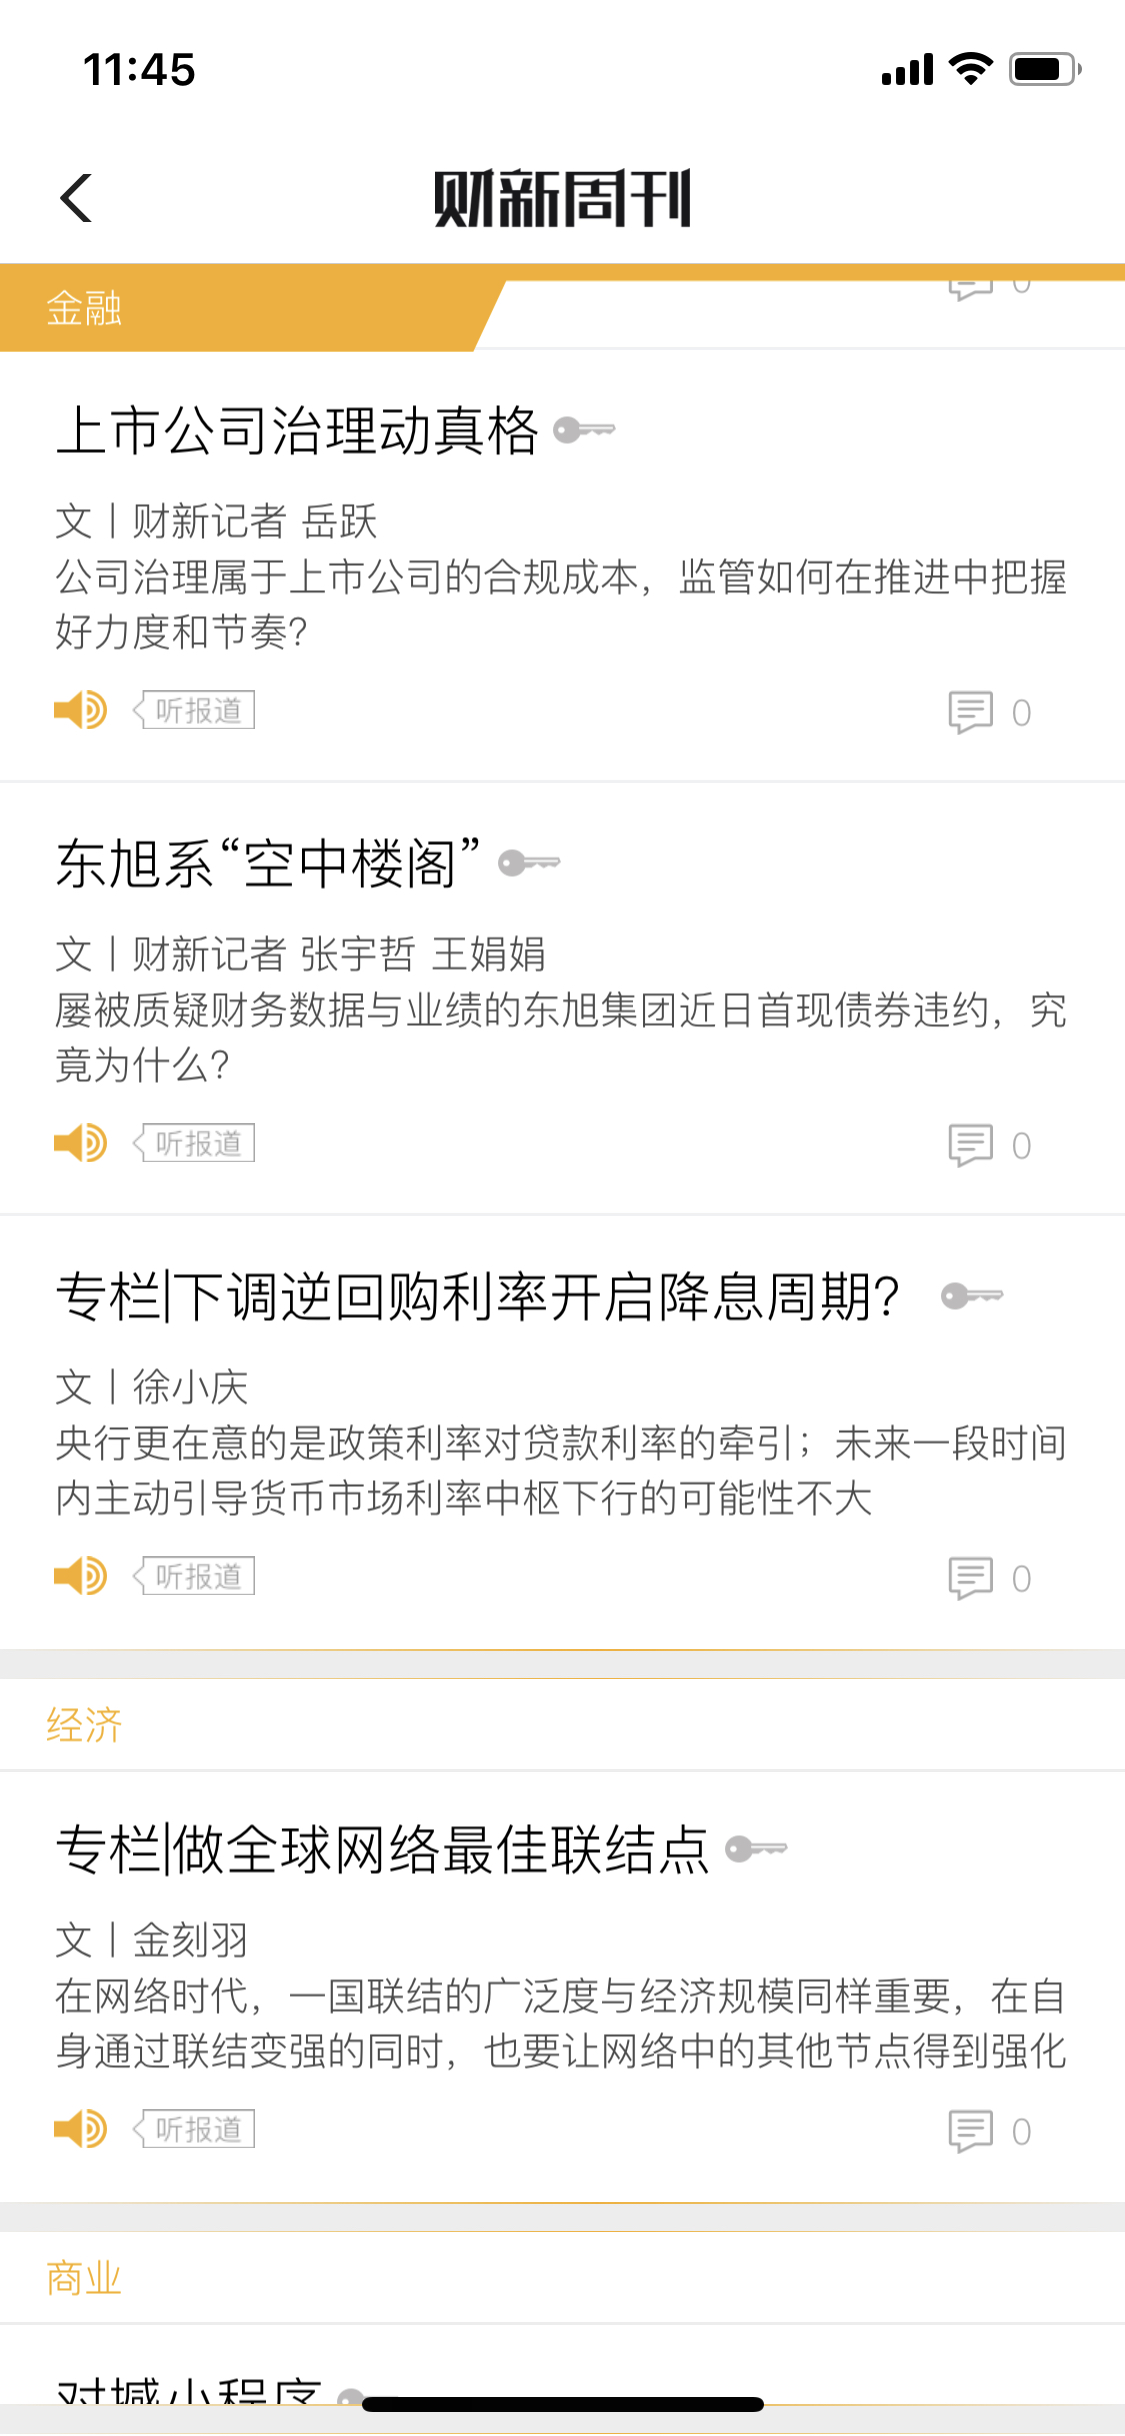 11:45
财新周刊
金融
0
上市公司治理动真格
文丨财新记者 岳跃
公司治理属于上市公司的合规成本，监管如何在推进中把握
好力度和节奏？
听报道
0
东旭系“空中楼阁”
文丨财新记者 张宇哲 王娟娟
屡被质疑财务数据与业绩的东旭集团近日首现债券违约，究
竟为什么？
听报道
0
专栏|下调逆回购利率开启降息周期？
文丨徐小庆
央行更在意的是政策利率对贷款利率的牵引；未来一段时间
内主动引导货币市场利率中枢下行的可能性不大
听报道
0
经济
专栏|做全球网络最佳联结点
文丨金刻羽
在网络时代，一国联结的广泛度与经济规模同样重要，在自
身通过联结变强的同时，也要让网络中的其他节点得到强化
听报道
0
商业
对撼小程序